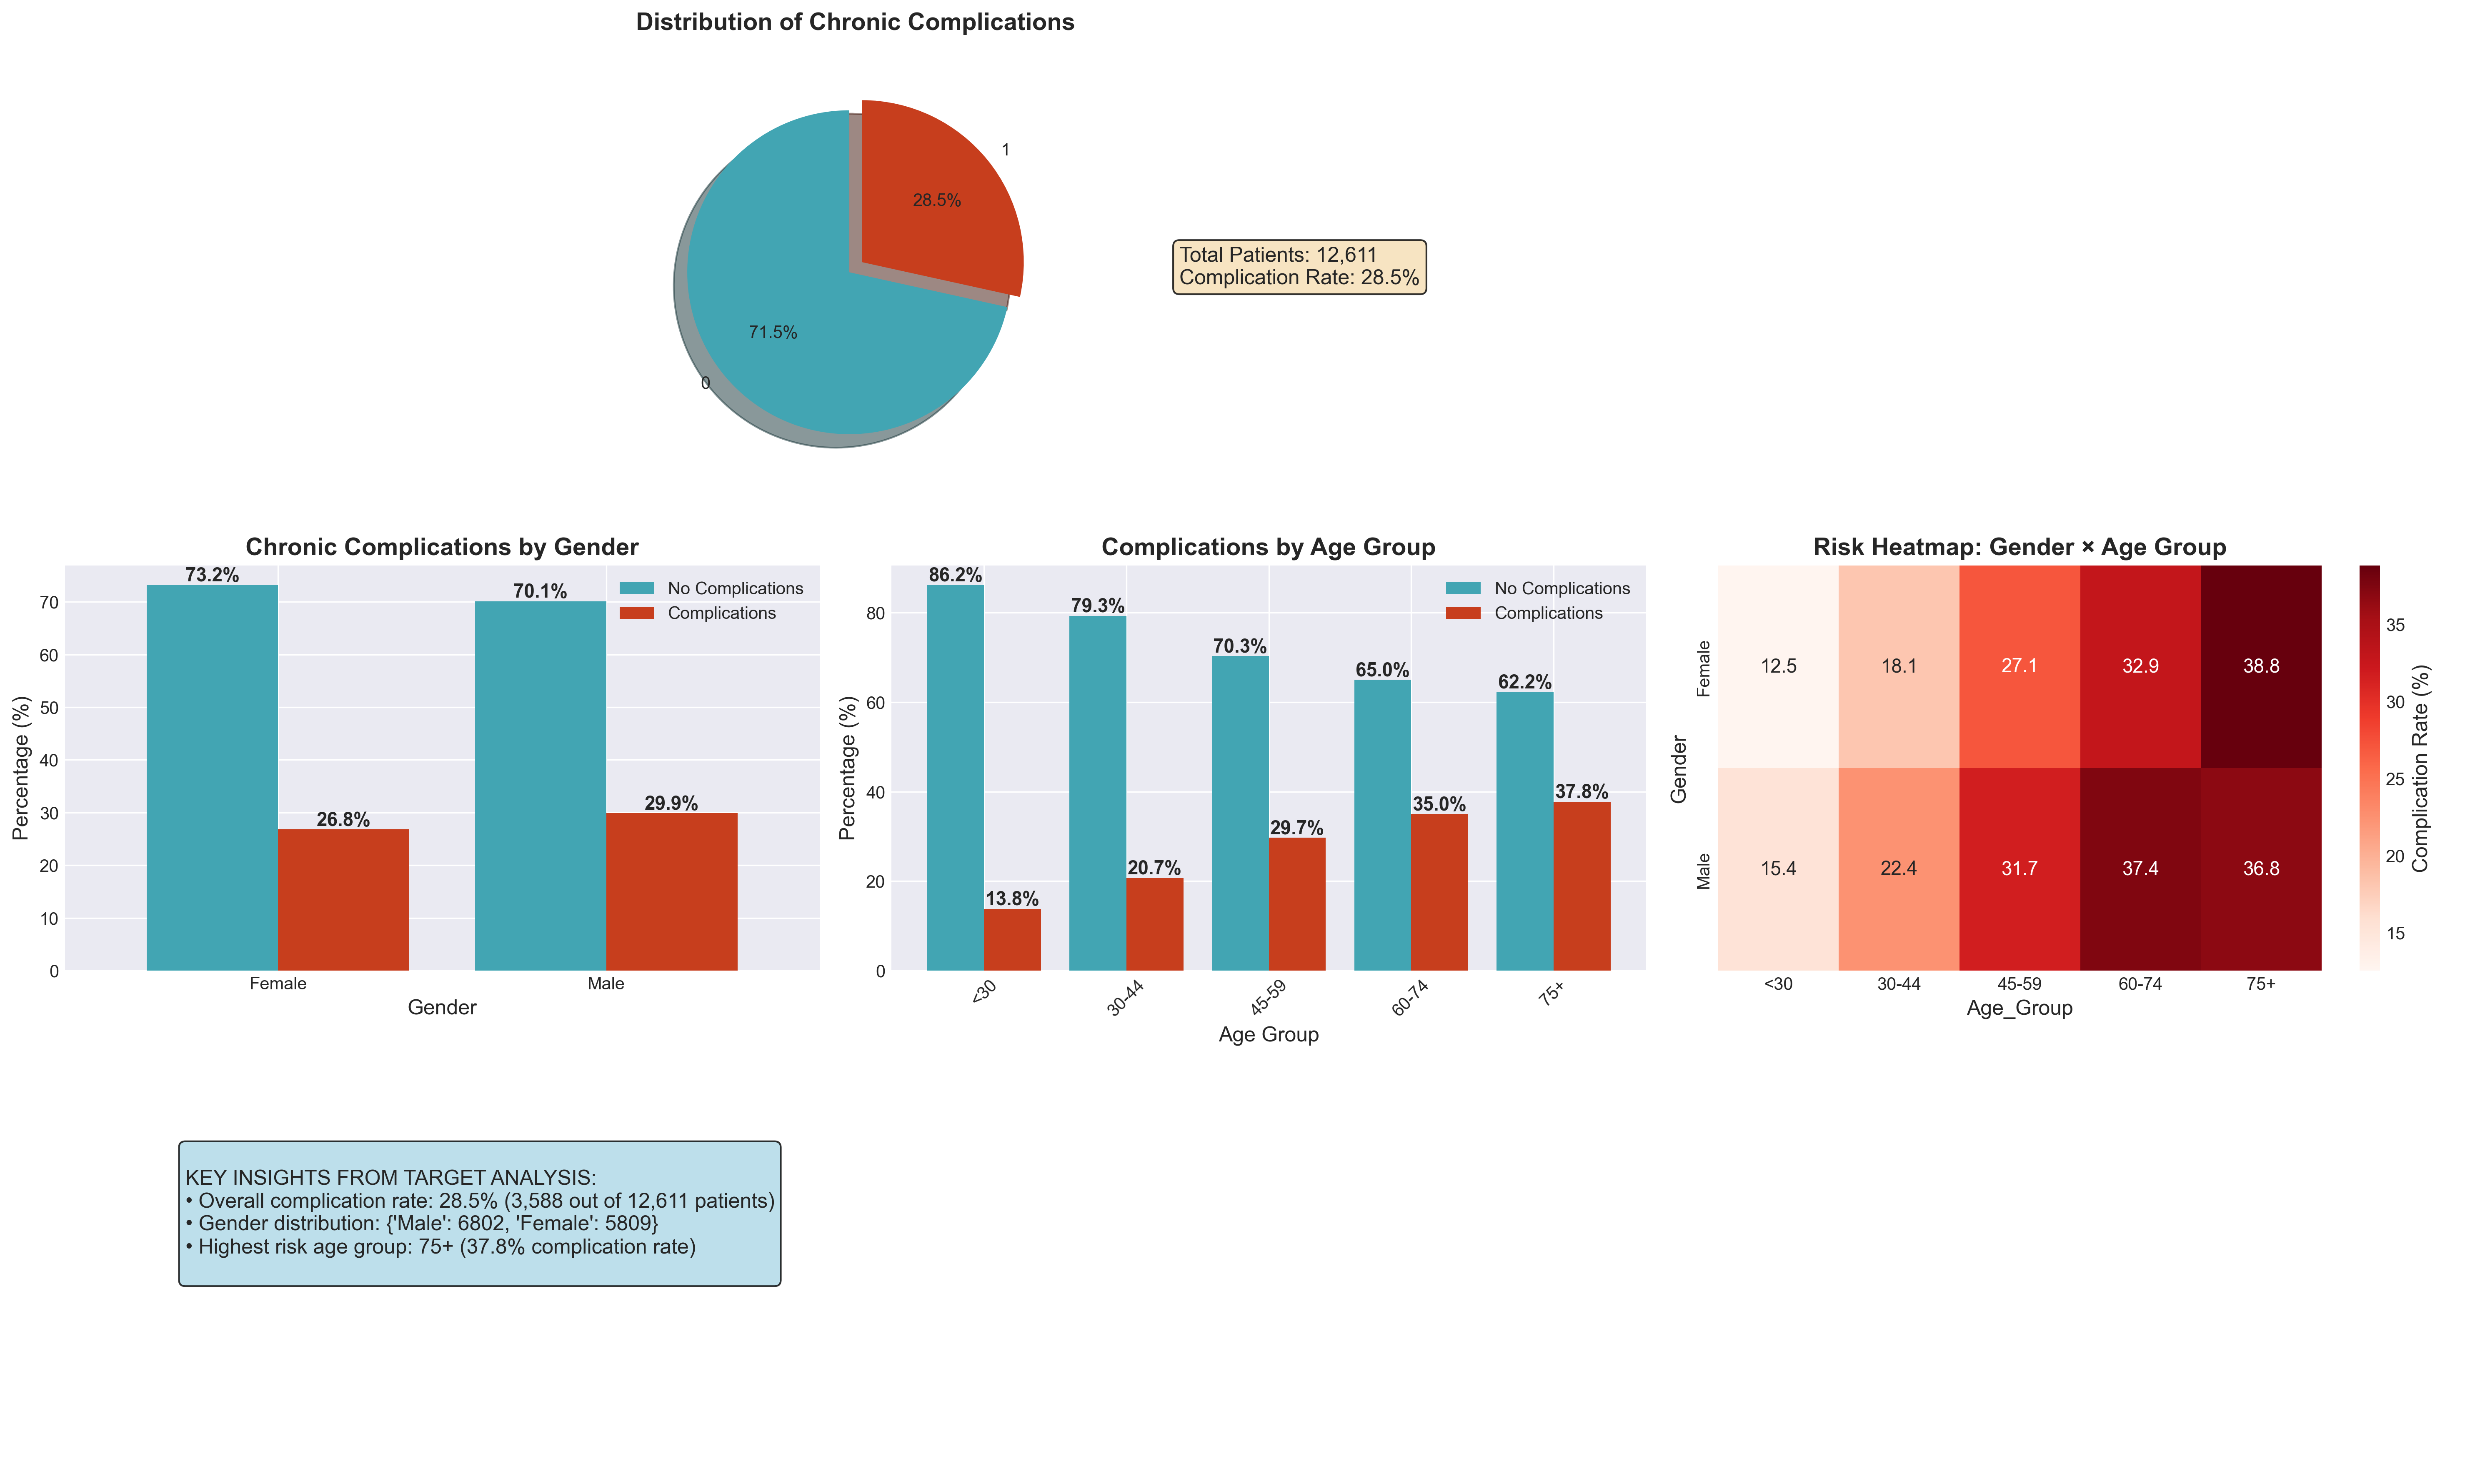 Distribution of Chronic Complications
1
28.5%
71.5%
0
Total Patients: 12,611
Complication Rate: 28.5%
Chronic Complications by Gender
Percentage (%)
70
60
50
40
30
20
10
0
73.2%
26.8%
70.1%
29.9%
No Complications
Complications
Female
Male
Gender
Complications by Age Group
Percentage (%)
80
60
40
20
0
86.2%
13.8%
79.3%
20.7%
70.3%
29.7%
65.0%
35.0%
62.2%
37.8%
No Complications
Complications
<30
30-44
45-59
60-74
75+
Age Group
Risk Heatmap: Gender × Age Group
Gender
Female
12.5 18.1 27.1 32.9 38.8
Male
15.4 22.4 31.7 37.4 36.8
<30 30-44 45-59 60-74 75+
Age_Group
35
30
25
20
15
Complication Rate (%)
KEY INSIGHTS FROM TARGET ANALYSIS:
• Overall complication rate: 28.5% (3,588 out of 12,611 patients)
• Gender distribution: {'Male': 6802, 'Female': 5809}
• Highest risk age group: 75+ (37.8% complication rate)